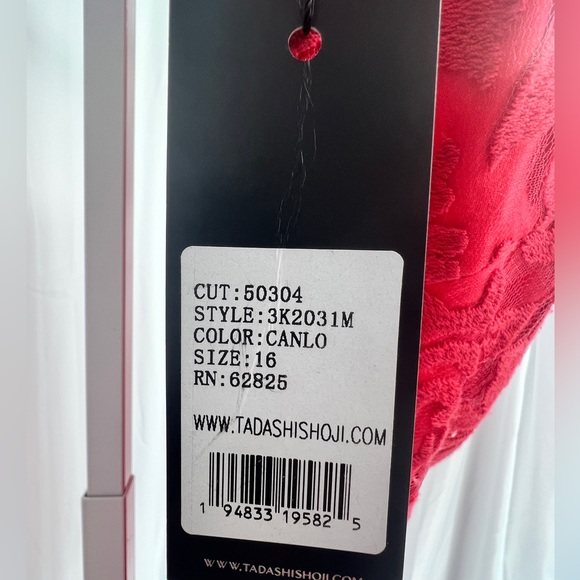 CUT:50304
STYLE:3K2031M
COLOR:CANLO
SIZE:16
RN:62825
WWW.TADASHISHOJI.COM
1 94833 19582 5
WWW.TADASHISHOJI.COM